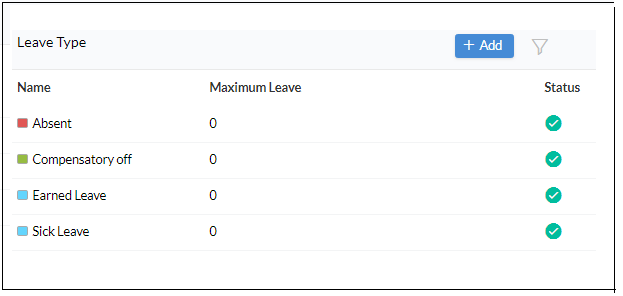 Leave Type
+ Add
Name Maximum Leave Status
Absent 0
Compensatory off 0
Earned Leave 0
Sick Leave 0